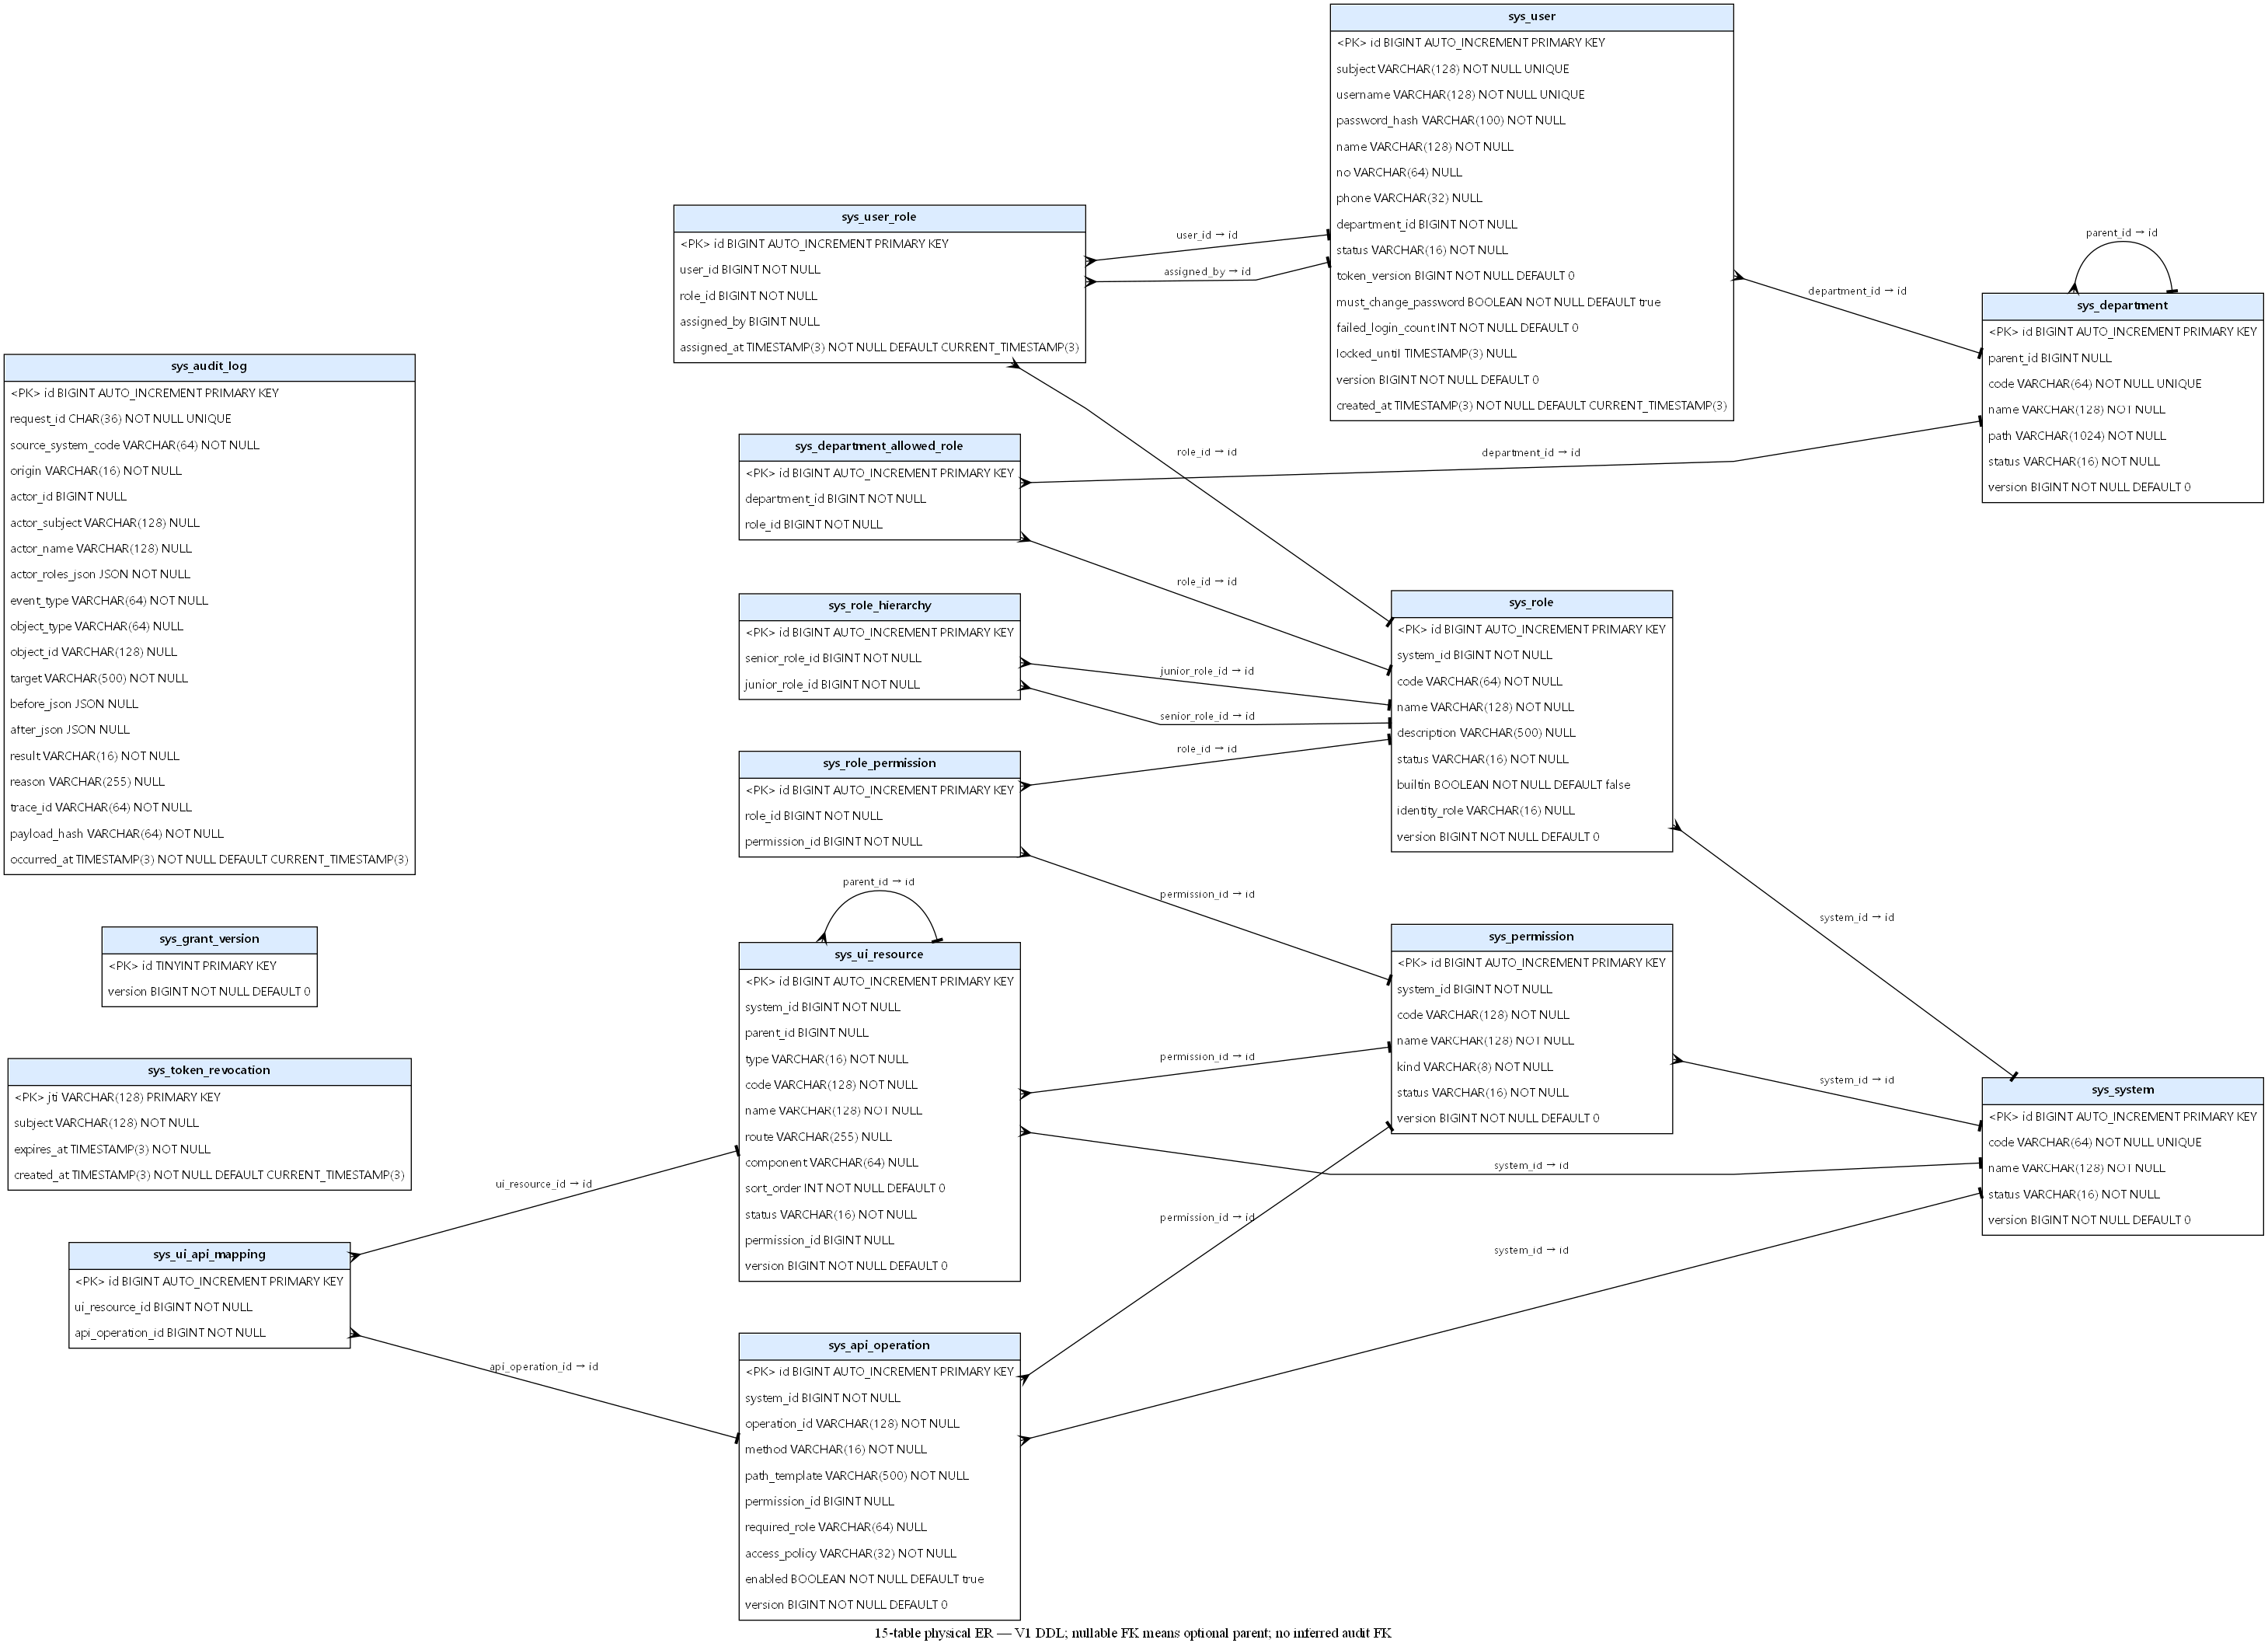 sys_user
<PK> id BIGINT AUTO_INCREMENT PRIMARY KEY
subject VARCHAR(128) NOT NULL UNIQUE
username VARCHAR(128) NOT NULL UNIQUE
password_hash VARCHAR(100) NOT NULL
name VARCHAR(128) NOT NULL
no VARCHAR(64) NULL
phone VARCHAR(32) NULL
department_id BIGINT NOT NULL
status VARCHAR(16) NOT NULL
token_version BIGINT NOT NULL DEFAULT 0
must_change_password BOOLEAN NOT NULL DEFAULT true
failed_login_count INT NOT NULL DEFAULT 0
locked_until TIMESTAMP(3) NULL
version BIGINT NOT NULL DEFAULT 0
created_at TIMESTAMP(3) NOT NULL DEFAULT CURRENT_TIMESTAMP(3)
sys_user_role
<PK> id BIGINT AUTO_INCREMENT PRIMARY KEY
user_id BIGINT NOT NULL
role_id BIGINT NOT NULL
assigned_by BIGINT NULL
assigned_at TIMESTAMP(3) NOT NULL DEFAULT CURRENT_TIMESTAMP(3)
user_id → id
assigned_by → id
department_id → id
parent_id → id
sys_department
<PK> id BIGINT AUTO_INCREMENT PRIMARY KEY
parent_id BIGINT NULL
code VARCHAR(64) NOT NULL UNIQUE
name VARCHAR(128) NOT NULL
path VARCHAR(1024) NOT NULL
status VARCHAR(16) NOT NULL
version BIGINT NOT NULL DEFAULT 0
sys_audit_log
<PK> id BIGINT AUTO_INCREMENT PRIMARY KEY
request_id CHAR(36) NOT NULL UNIQUE
source_system_code VARCHAR(64) NOT NULL
origin VARCHAR(16) NOT NULL
actor_id BIGINT NULL
actor_subject VARCHAR(128) NULL
actor_name VARCHAR(128) NULL
actor_roles_json JSON NOT NULL
event_type VARCHAR(64) NOT NULL
object_type VARCHAR(64) NULL
object_id VARCHAR(128) NULL
target VARCHAR(500) NOT NULL
before_json JSON NULL
after_json JSON NULL
result VARCHAR(16) NOT NULL
reason VARCHAR(255) NULL
trace_id VARCHAR(64) NOT NULL
payload_hash VARCHAR(64) NOT NULL
occurred_at TIMESTAMP(3) NOT NULL DEFAULT CURRENT_TIMESTAMP(3)
sys_department_allowed_role
<PK> id BIGINT AUTO_INCREMENT PRIMARY KEY
department_id BIGINT NOT NULL
role_id BIGINT NOT NULL
role_id → id
department_id → id
role_id → id
sys_role_hierarchy
<PK> id BIGINT AUTO_INCREMENT PRIMARY KEY
senior_role_id BIGINT NOT NULL
junior_role_id BIGINT NOT NULL
junior_role_id → id
senior_role_id → id
role_id → id
sys_role
<PK> id BIGINT AUTO_INCREMENT PRIMARY KEY
system_id BIGINT NOT NULL
code VARCHAR(64) NOT NULL
name VARCHAR(128) NOT NULL
description VARCHAR(500) NULL
status VARCHAR(16) NOT NULL
builtin BOOLEAN NOT NULL DEFAULT false
identity_role VARCHAR(16) NULL
version BIGINT NOT NULL DEFAULT 0
sys_role_permission
<PK> id BIGINT AUTO_INCREMENT PRIMARY KEY
role_id BIGINT NOT NULL
permission_id BIGINT NOT NULL
permission_id → id
system_id → id
sys_grant_version
<PK> id TINYINT PRIMARY KEY
version BIGINT NOT NULL DEFAULT 0
parent_id → id
sys_ui_resource
<PK> id BIGINT AUTO_INCREMENT PRIMARY KEY
system_id BIGINT NOT NULL
parent_id BIGINT NULL
type VARCHAR(16) NOT NULL
code VARCHAR(128) NOT NULL
name VARCHAR(128) NOT NULL
route VARCHAR(255) NULL
component VARCHAR(64) NULL
sort_order INT NOT NULL DEFAULT 0
status VARCHAR(16) NOT NULL
permission_id BIGINT NULL
version BIGINT NOT NULL DEFAULT 0
permission_id → id
sys_permission
<PK> id BIGINT AUTO_INCREMENT PRIMARY KEY
system_id BIGINT NOT NULL
code VARCHAR(128) NOT NULL
name VARCHAR(128) NOT NULL
kind VARCHAR(8) NOT NULL
status VARCHAR(16) NOT NULL
version BIGINT NOT NULL DEFAULT 0
system_id → id
sys_system
<PK> id BIGINT AUTO_INCREMENT PRIMARY KEY
code VARCHAR(64) NOT NULL UNIQUE
name VARCHAR(128) NOT NULL
status VARCHAR(16) NOT NULL
version BIGINT NOT NULL DEFAULT 0
sys_token_revocation
<PK> jti VARCHAR(128) PRIMARY KEY
subject VARCHAR(128) NOT NULL
expires_at TIMESTAMP(3) NOT NULL
created_at TIMESTAMP(3) NOT NULL DEFAULT CURRENT_TIMESTAMP(3)
ui_resource_id → id
system_id → id
permission_id → id
system_id → id
sys_ui_api_mapping
<PK> id BIGINT AUTO_INCREMENT PRIMARY KEY
ui_resource_id BIGINT NOT NULL
api_operation_id BIGINT NOT NULL
api_operation_id → id
sys_api_operation
<PK> id BIGINT AUTO_INCREMENT PRIMARY KEY
system_id BIGINT NOT NULL
operation_id VARCHAR(128) NOT NULL
method VARCHAR(16) NOT NULL
path_template VARCHAR(500) NOT NULL
permission_id BIGINT NULL
required_role VARCHAR(64) NULL
access_policy VARCHAR(32) NOT NULL
enabled BOOLEAN NOT NULL DEFAULT true
version BIGINT NOT NULL DEFAULT 0
15-table physical ER — V1 DDL; nullable FK means optional parent; no inferred audit FK